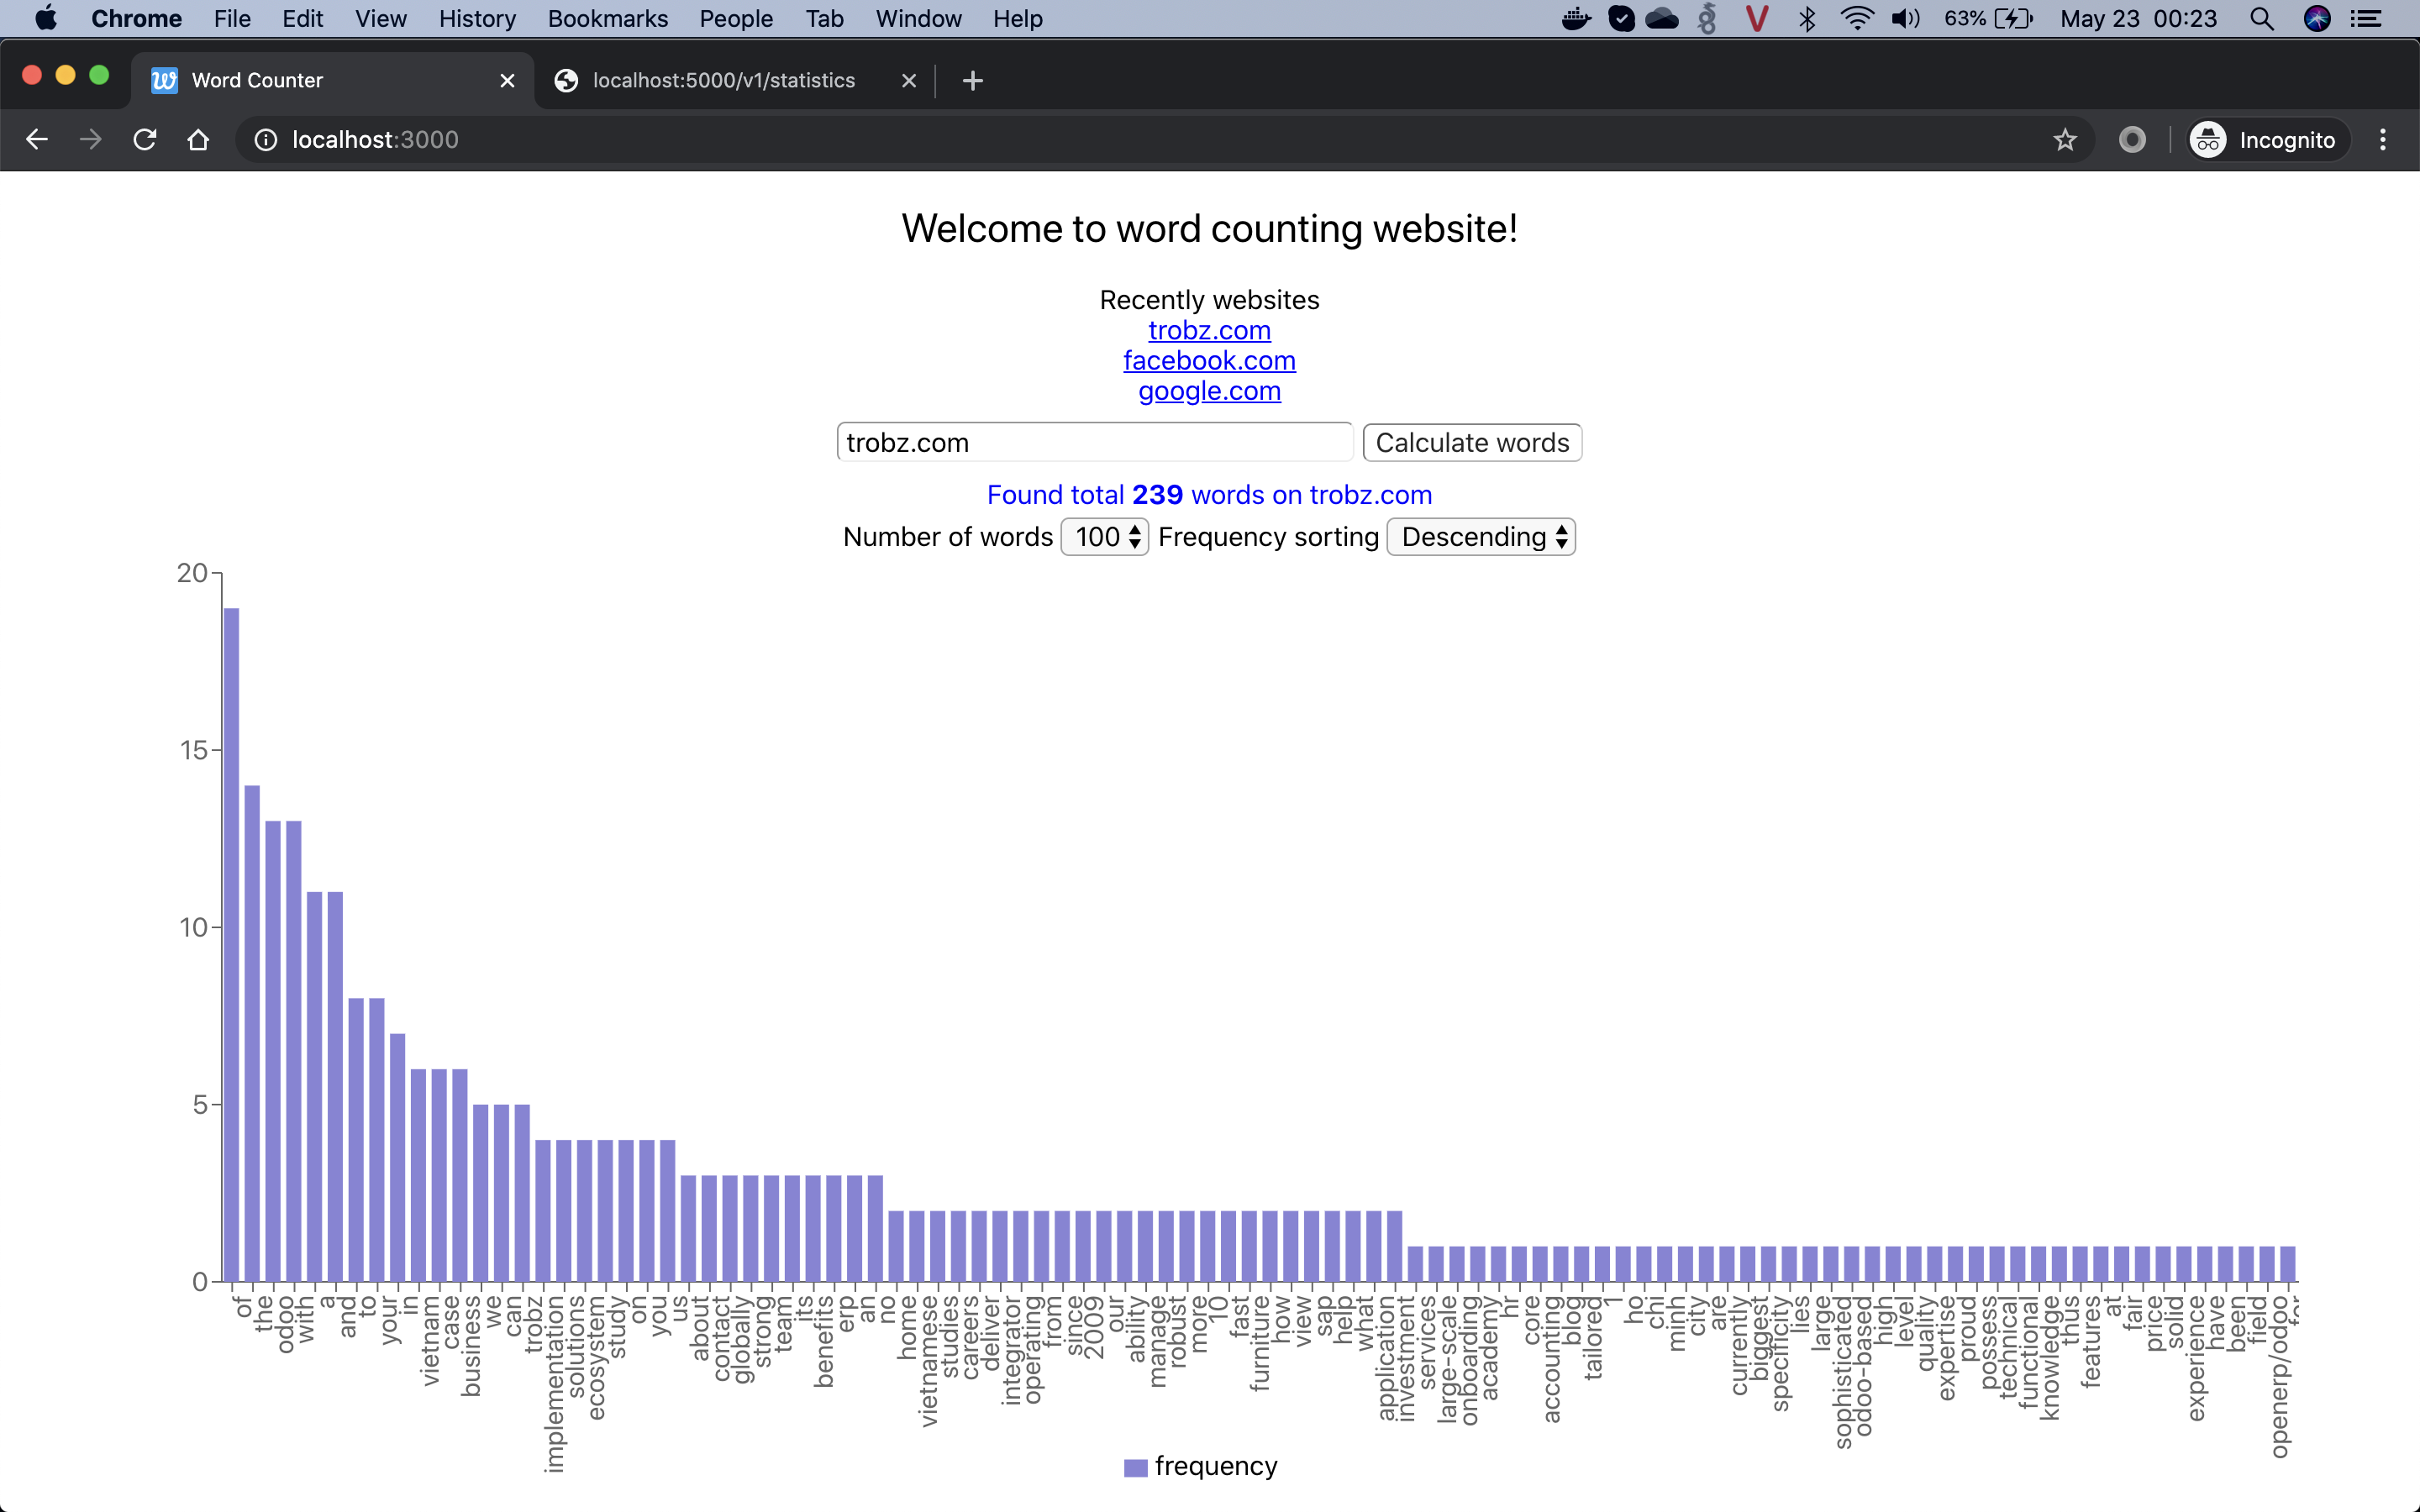 Chrome File Edit View History Bookmarks People Tab Window Help 63% May 23 00:23
Word Counter localhost:5000/v1/statistics
localhost:3000 Incognito
Welcome to word counting website!
Recently websites
trobz.com
facebook.com
google.com
trobz.com Calculate words
Found total 239 words on trobz.com
Number of words 100 Frequency sorting Descending
20
15
10
5
0
of the odoo with a and to your in vietnam case business we can trobz implementation solutions ecosystem study on you us about contact globally strong team its benefits erp an no home vietnamese studies careers deliver integrator operating from since 2009 our ability manage robust more 10 fast furniture how view sap help what application investment services large-scale onboarding academy hr core accounting blog tailored 1 ho chi minh city are currently biggest specificity lies large sophisticated odoo-based high level quality expertise proud possess technical functional knowledge thus features at fair price solid experience have been field openerp/odoo for
frequency